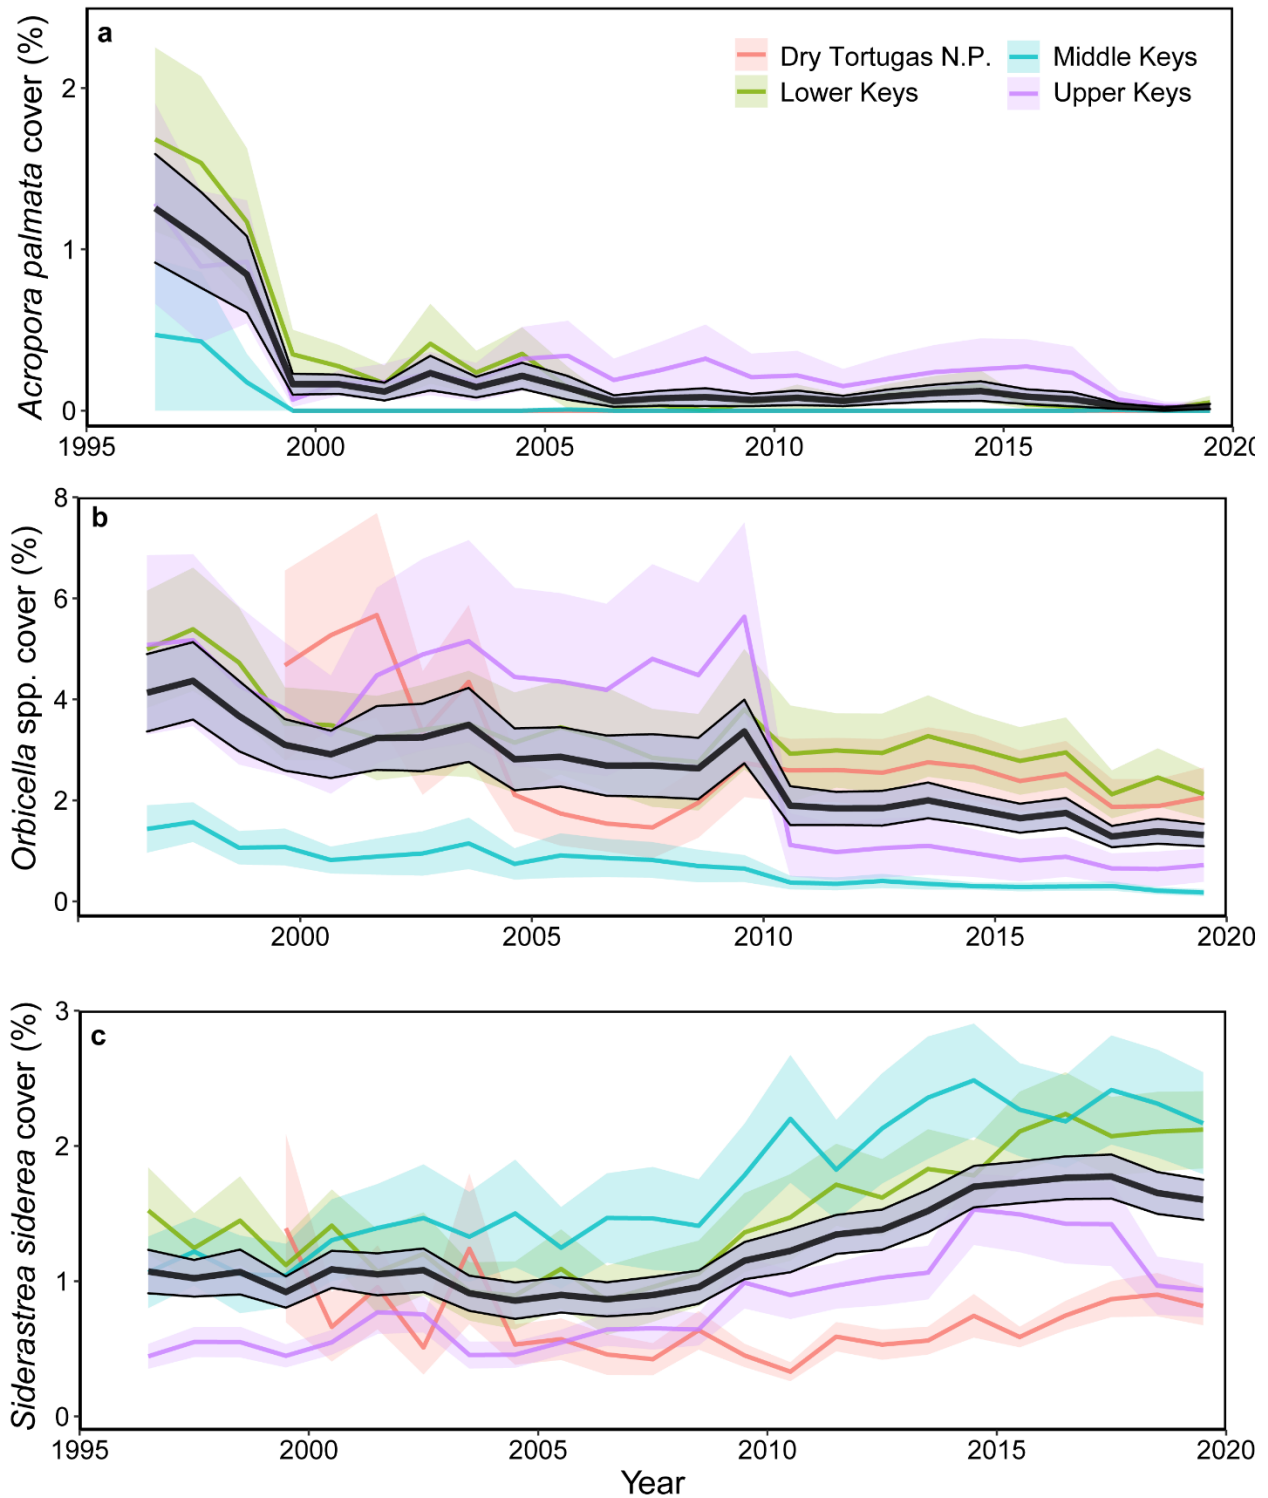 a
Acropora palmata cover (%)
Dry Tortugas N.P.
Middle Keys
Lower Keys
Upper Keys
2
1
0
1995 2000 2005 2010 2015 2020
b
Orbicella spp. cover (%)
8
6
4
2
0
2000 2005 2010 2015 2020
c
Siderastrea siderea cover (%)
3
2
1
0
1995 2000 2005 2010 2015 2020
Year